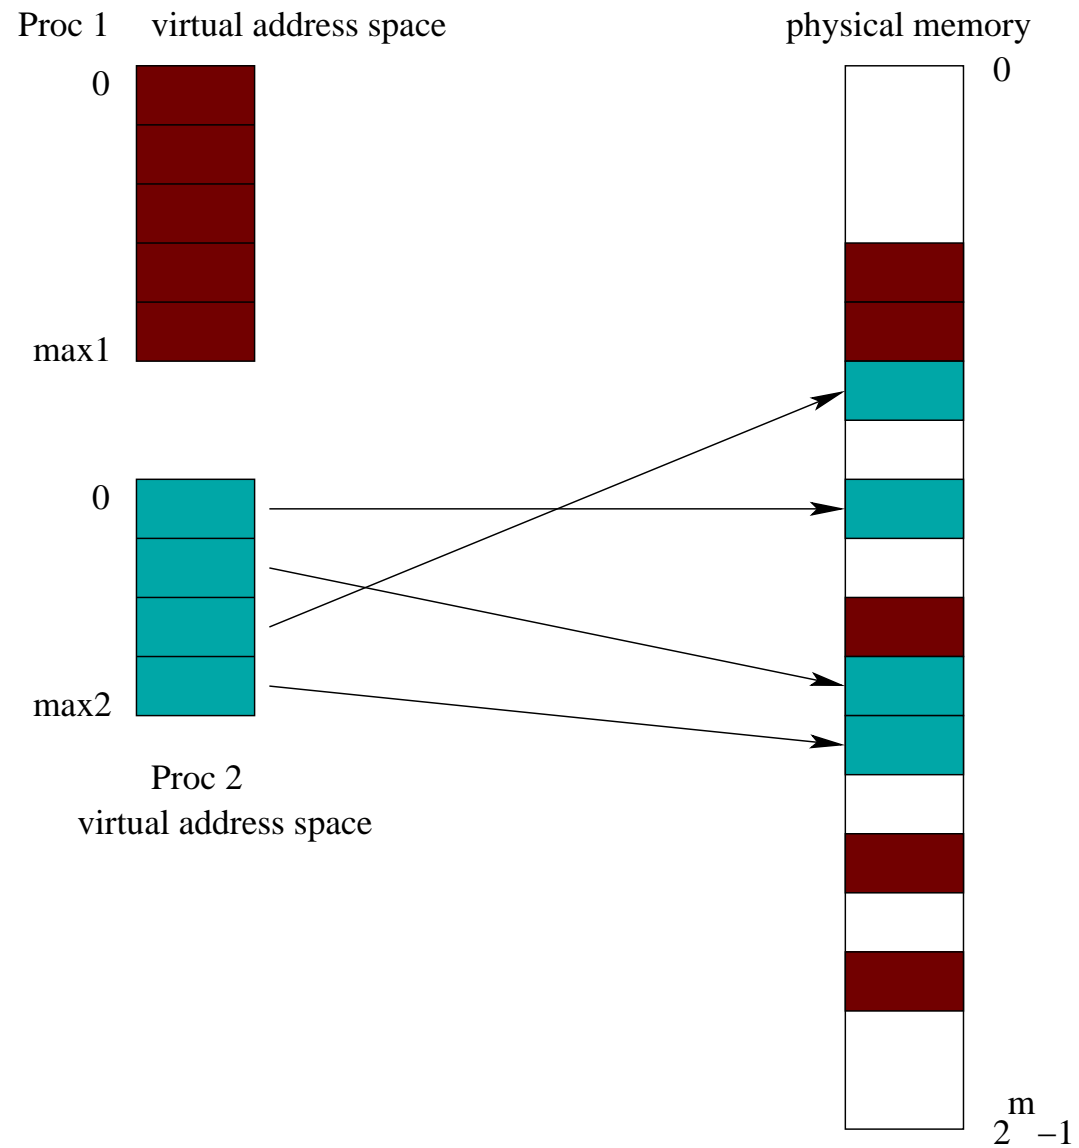 Proc 1 virtual address space
physical memory
0
0
max1
0
max2
Proc 2
virtual address space
m
2 −1